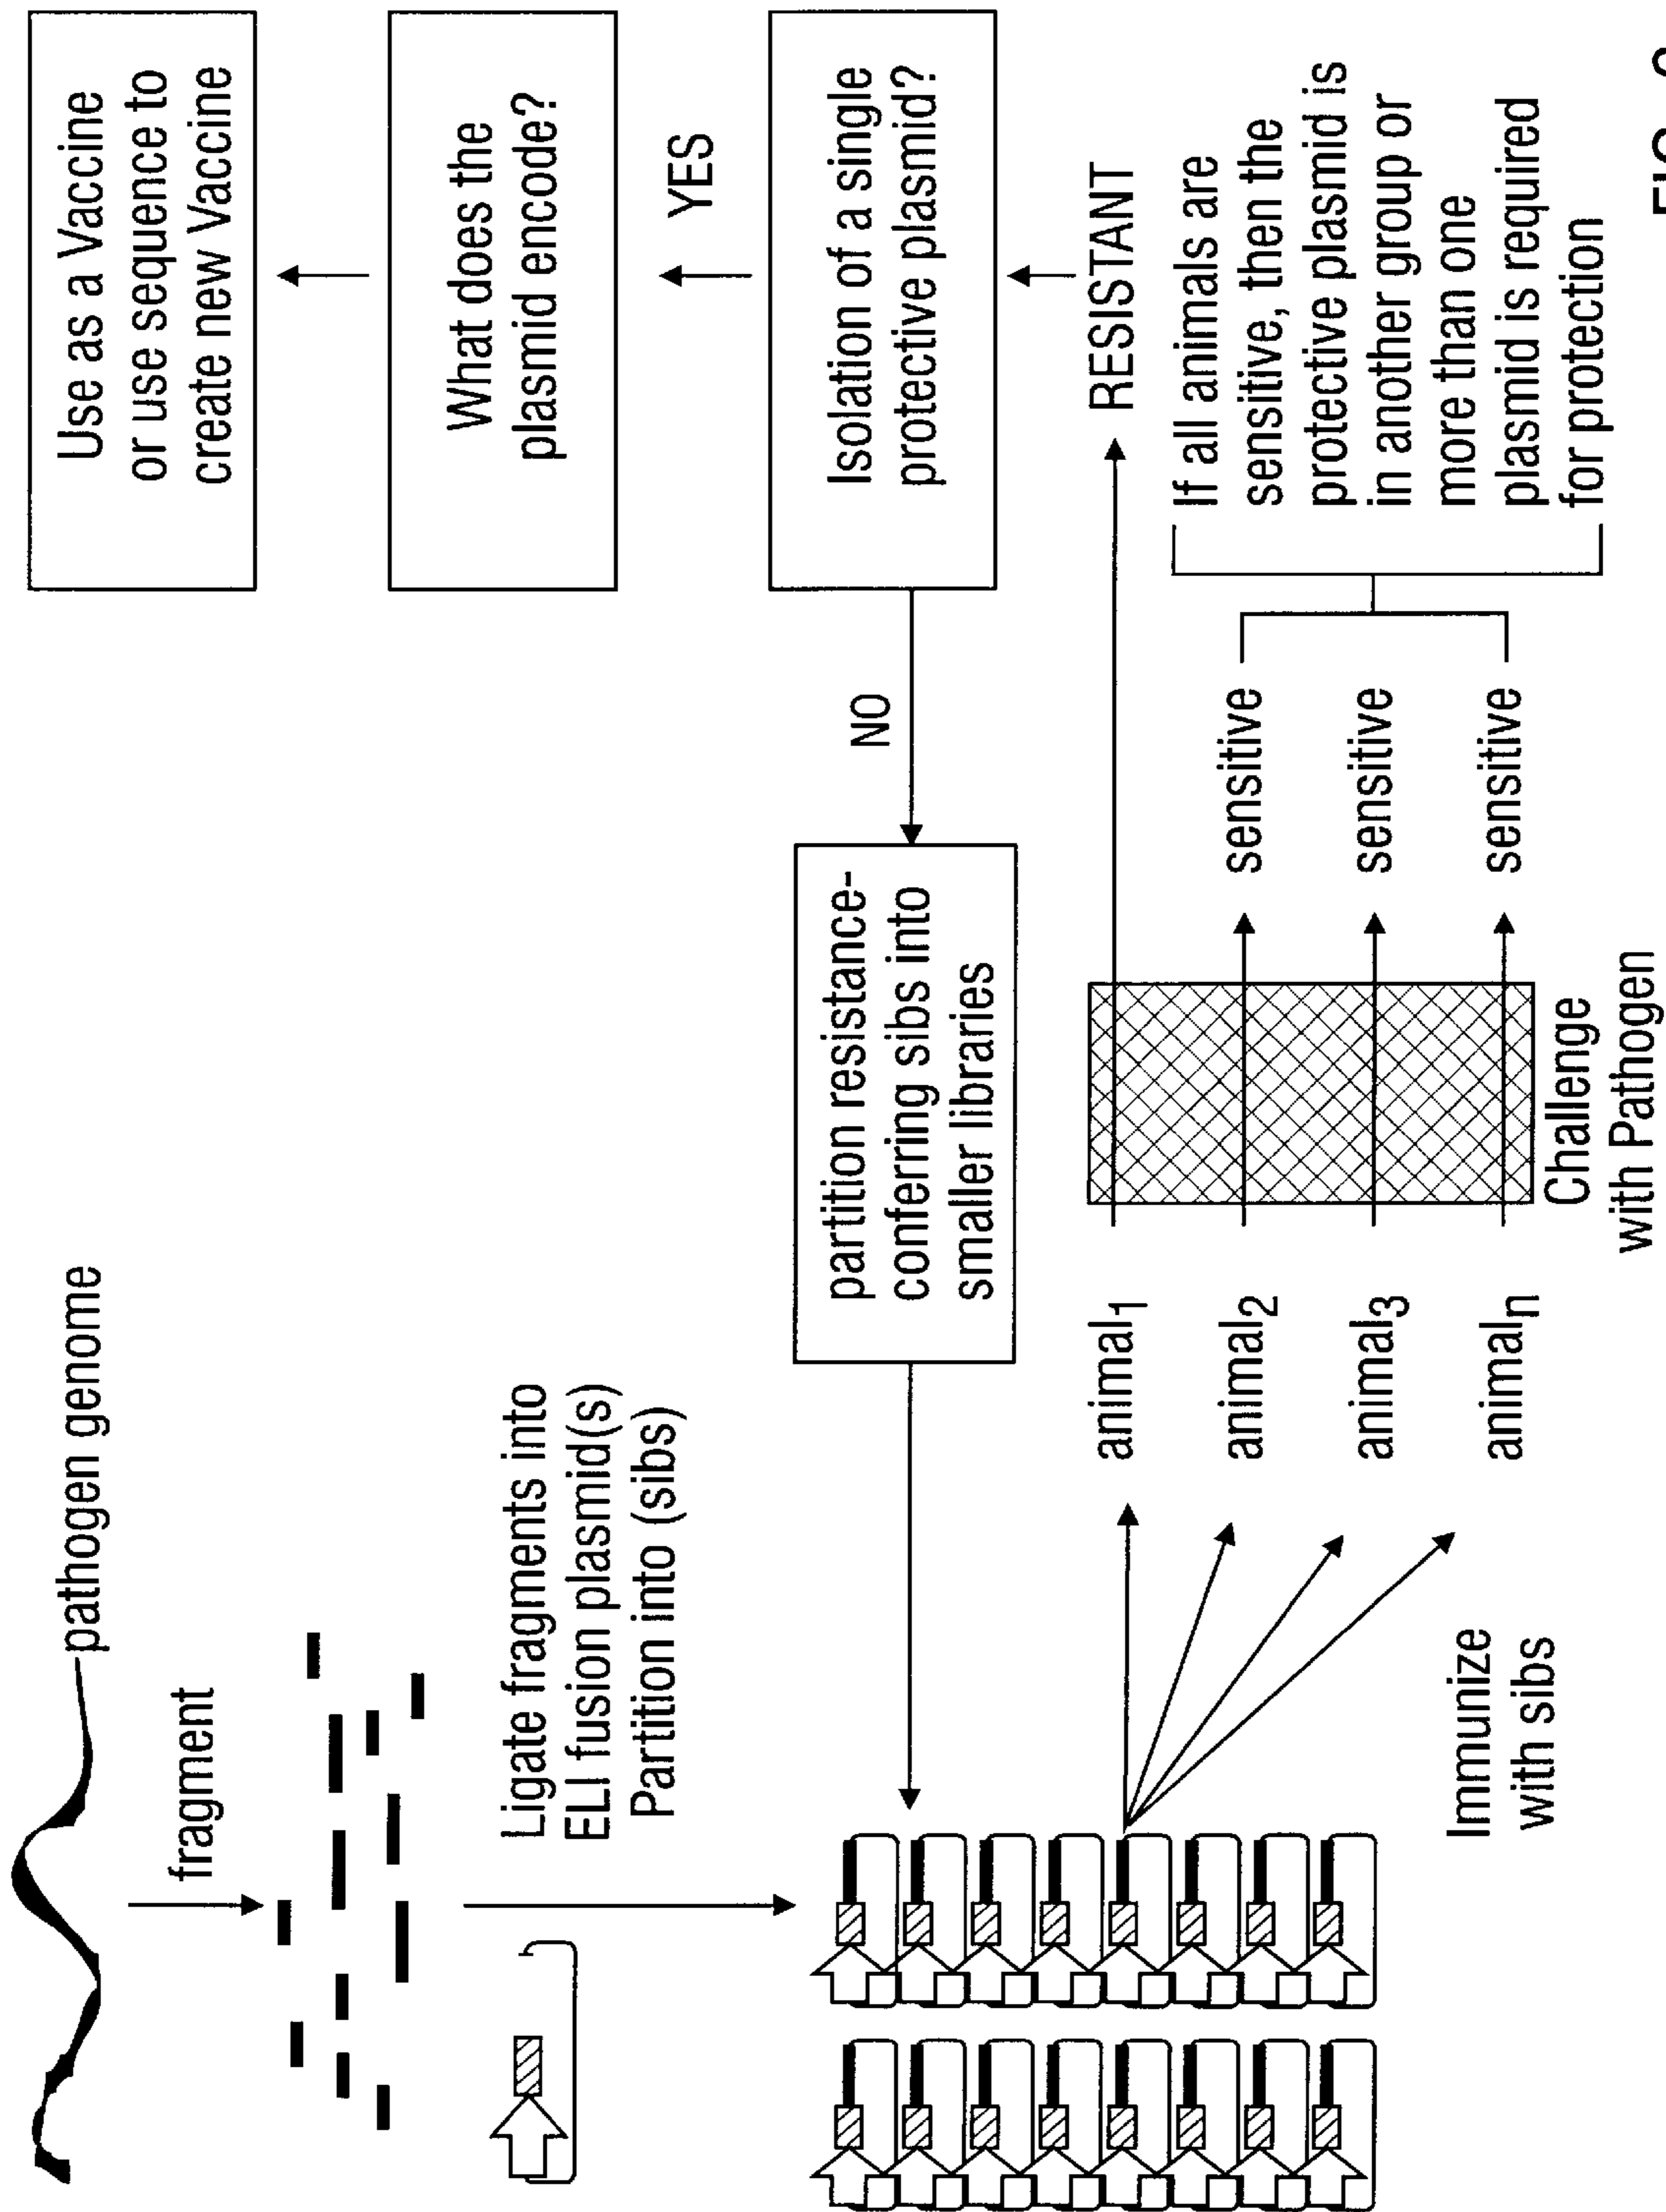 pathogen genome
fragment
Ligate fragments into
ELI fusion plasmid(s)
Partition into (sibs)
Immunize
with sibs
animal1
animal2
animal3
animaln
Challenge
with Pathogen
sensitive
sensitive
sensitive
If all animals are
sensitive, then the
protective plasmid is
in another group or
more than one
plasmid is required
for protection
RESISTANT
Isolation of a single
protective plasmid?
NO
partition resistance-
conferring sibs into
smaller libraries
YES
What does the
plasmid encode?
Use as a Vaccine
or use sequence to
create new Vaccine